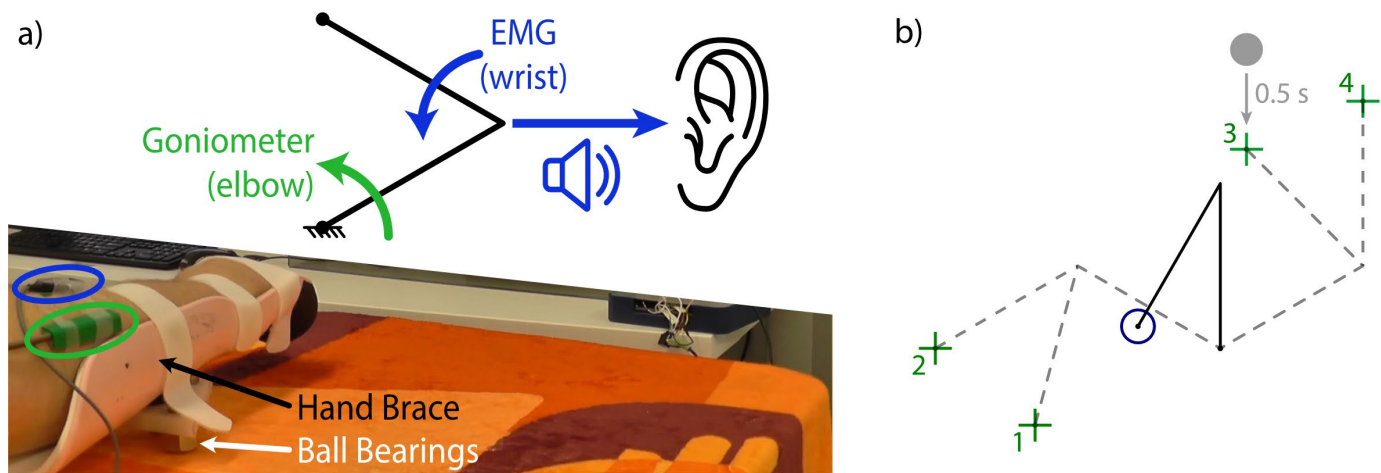 a)
EMG
(wrist)
Goniometer
(elbow)
Hand Brace
Ball Bearings
b)
0.5 s
4
3
2
1